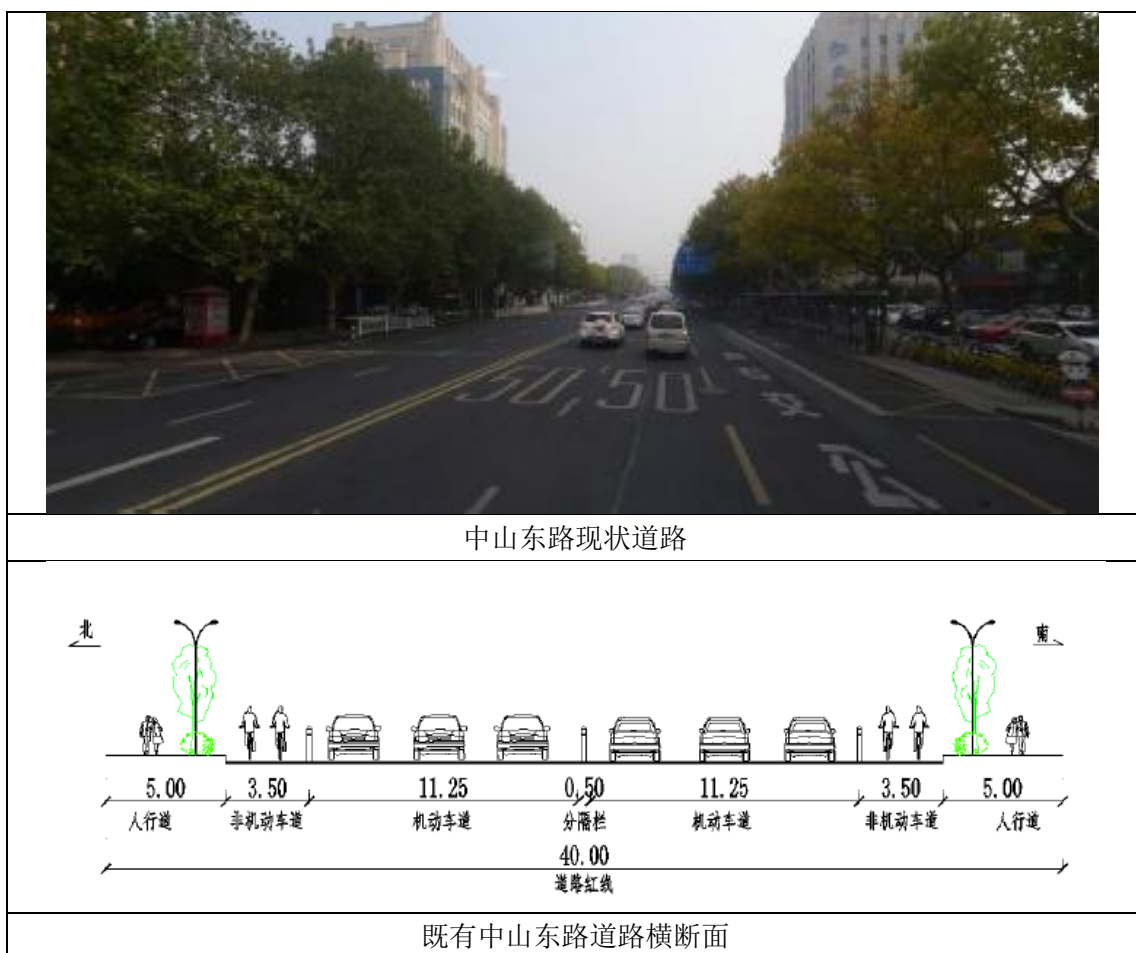 50 50
中山东路现状道路
北 南
5.00 3.50 11.25 0.50 11.25 3.50 5.00
人行道 非机动车道 机动车道 分隔栏 机动车道 非机动车道 人行道
40.00
道路红线
既有中山东路道路横断面